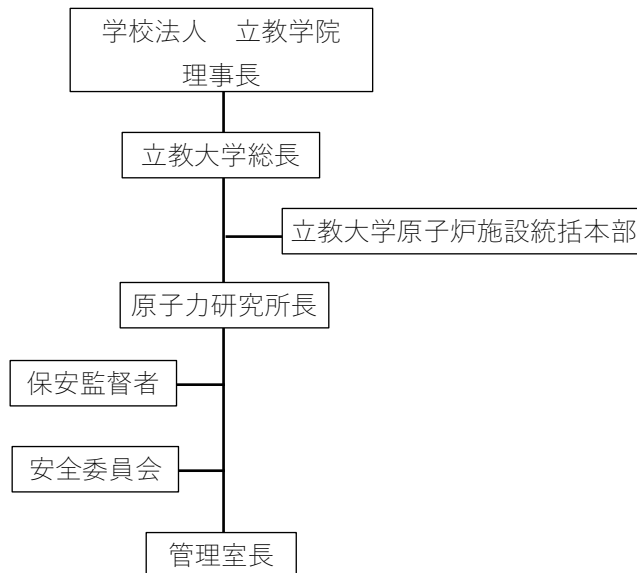 学校法人　立教学院
理事長
立教大学総長
立教大学原子炉施設統括本部
原子力研究所長
保安監督者
安全委員会
管理室長